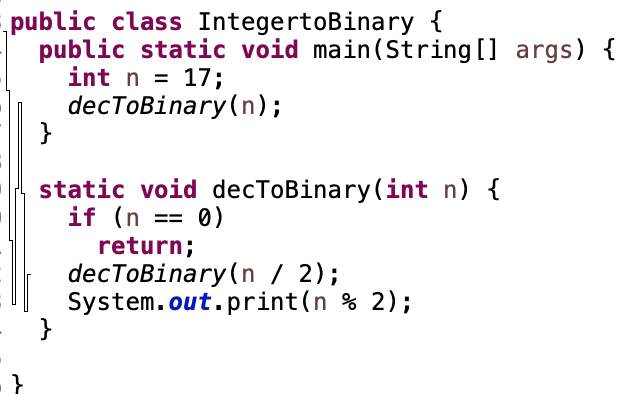 public class IntegertoBinary {
  public static void main(String[] args) {
    int n = 17;
    decToBinary(n);
  }

  static void decToBinary(int n) {
    if (n == 0)
      return;
    decToBinary(n / 2);
    System.out.print(n % 2);
  }

}